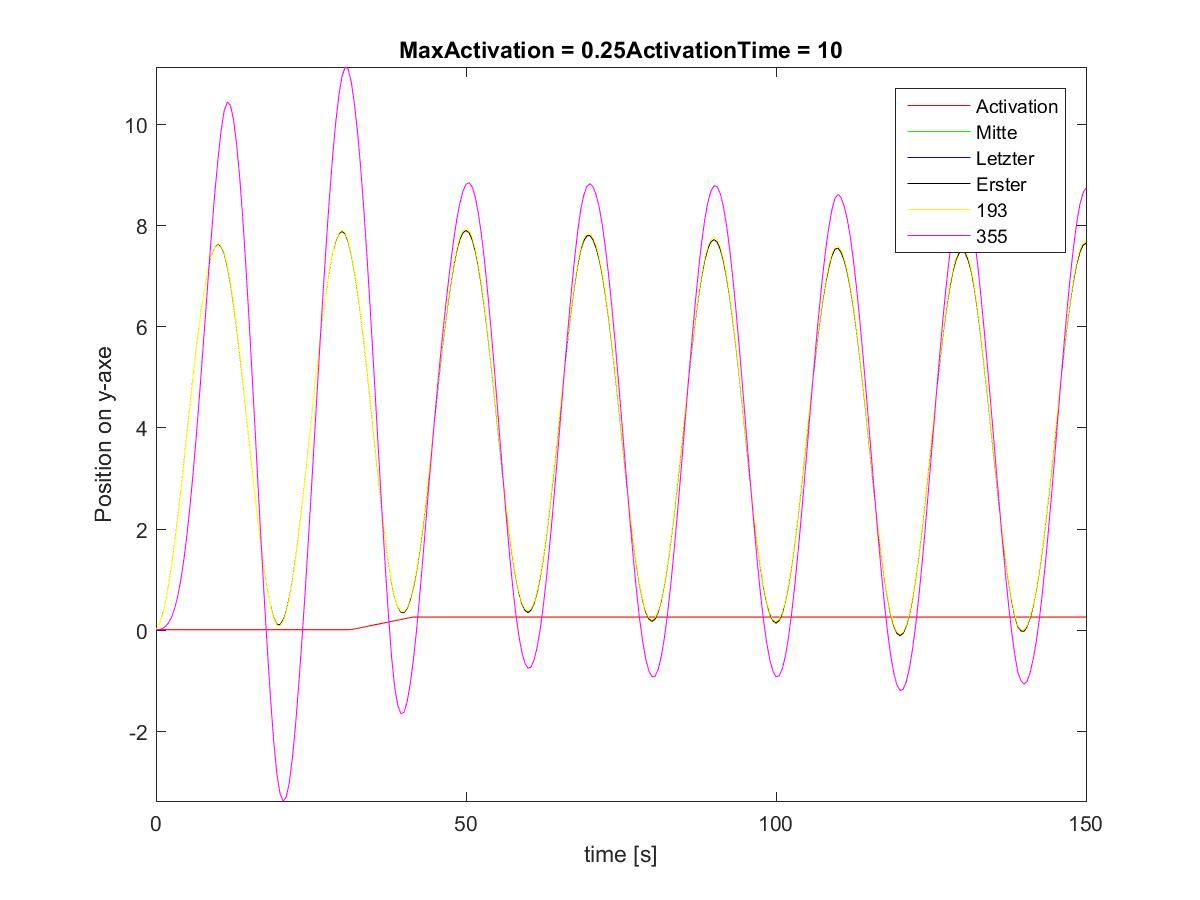 MaxActivation = 0.25ActivationTime = 10
Activation
Mitte
Letzter
Erster
193
355
10
8
6
4
2
0
-2
Position on y-axe
0 50 100 150
time [s]